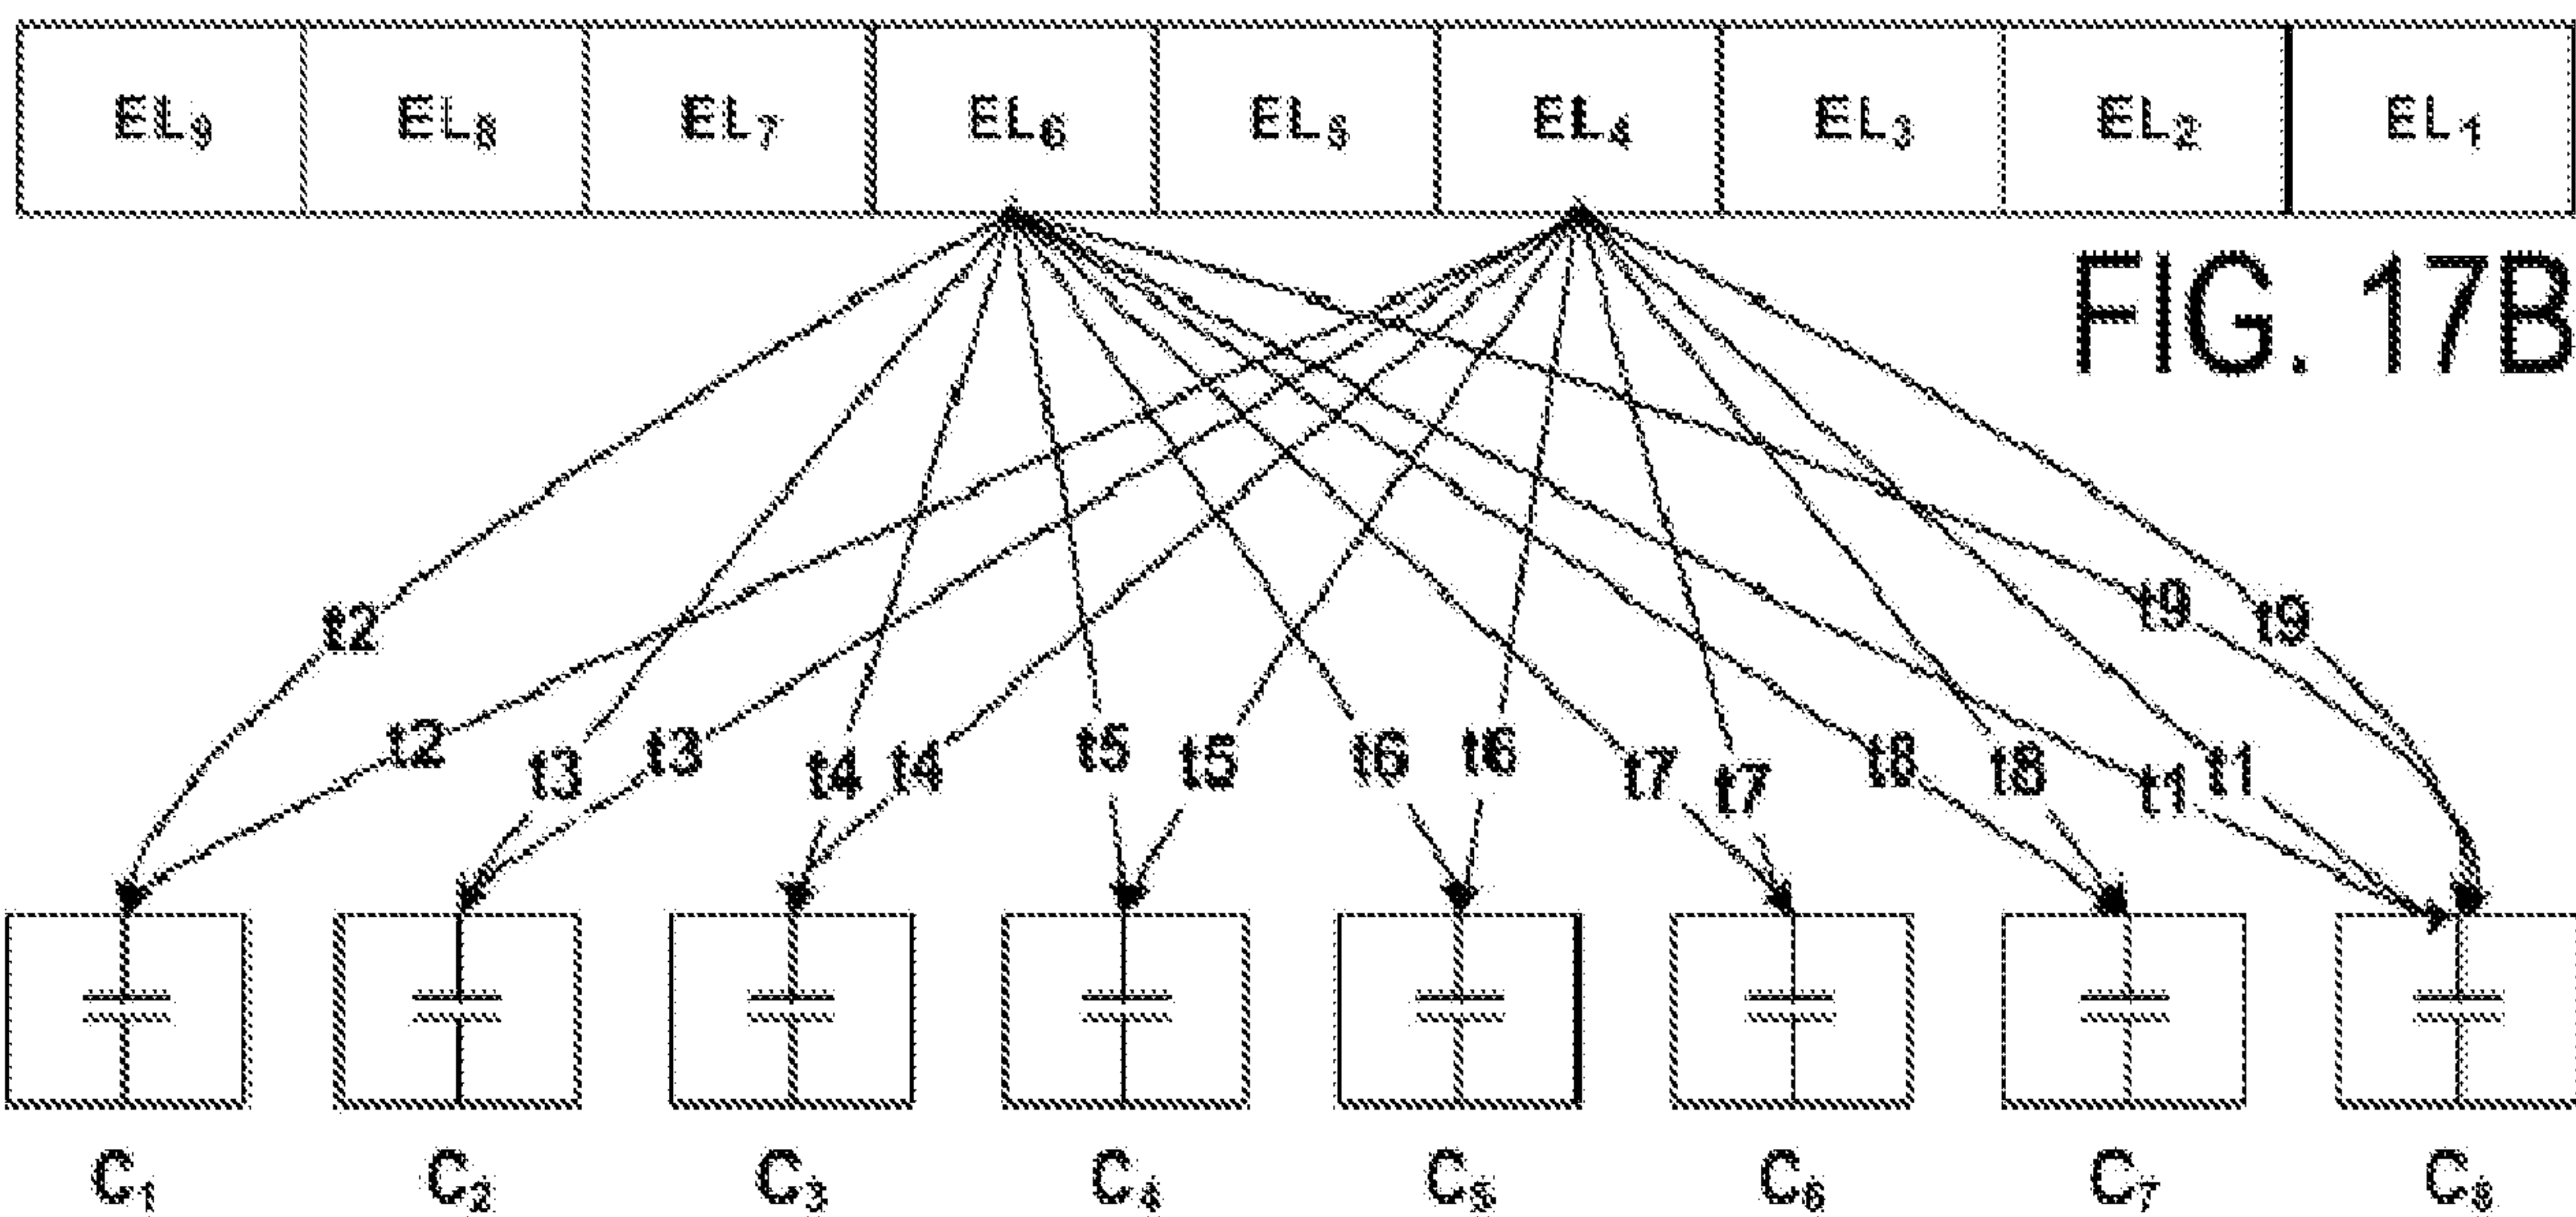 EL₉ EL₈ EL₇ EL₆ EL₅ EL₄ EL₃ EL₂ EL₁
FIG. 17B
t2 t9 t9
t2 t3 t3 t4 t4 t5 t5 t6 t6 t7 t7 t8 t8 t1 t1
C₁ C₂ C₃ C₄ C₅ C₆ C₇ C₈